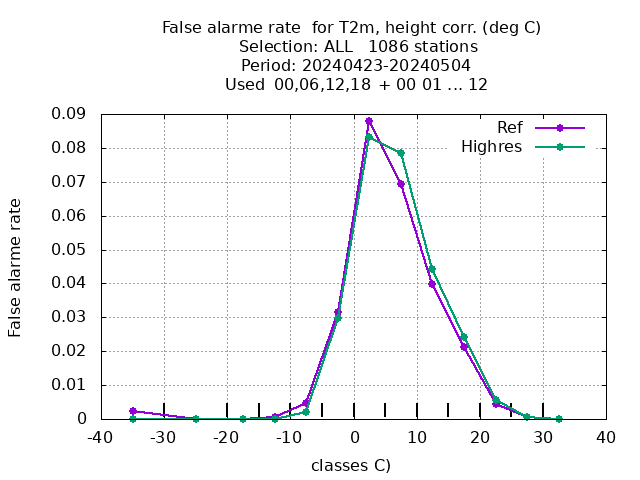 False alarme rate  for T2m, height corr. (deg C)
Selection: ALL   1086 stations
Period: 20240423-20240504
Used  00,06,12,18  + 00 01 ... 12
Ref
Highres
False alarme rate
0.09
0.08
0.07
0.06
0.05
0.04
0.03
0.02
0.01
0
-40 -30 -20 -10 0 10 20 30 40
classes C)